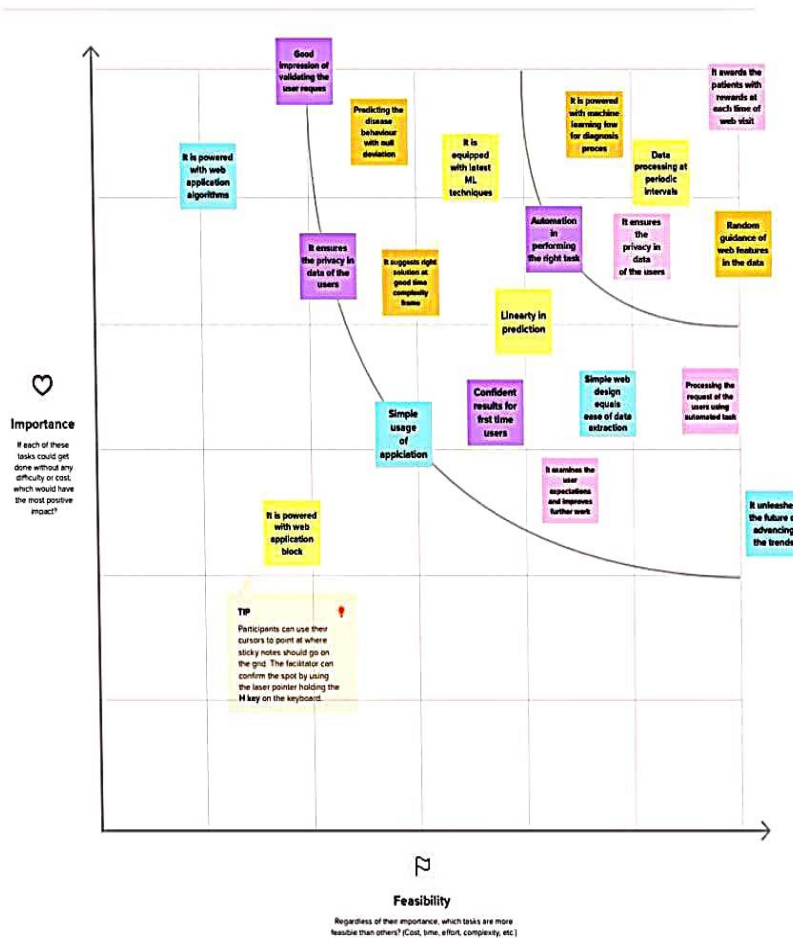 Good
impression of
validating the
user reques
Predicting the
disease
behaviour
with null
deviation
It is powered
with machine
learning fow
for diagnosis
proces
It awards the
patients with
rewards at
each time of
web visit
It is powered
with web
application
algorithms
It is
equipped
with latest
ML
techniques
Data
processing at
periodic
intervals
It ensures
the privacy in
data of the
users
It suggests right
solution at
good time
complexity
frame
Automation
in
performing
the right task
It ensures
the
privacy in
data
of the users
Random
guidance of
web features
in the data
Linearty in
prediction
Simple
usage
of
appiciation
Confident
results for
frst time
users
Simple web
design
equals
ease of data
extraction
Processing the
request of the
users using
automated task
It examines the
user
expectations
and improves
further work
It is powered
with web
application
block
It unleashe
the future o
advancing
the trends
Importance
If each of these
tasks could get
done without any
difficulty or cost,
which would have
the most positive
impact?
TIP
Participants can use their
cursors to point at where
sticky notes should go on
the grid. The facilitator can
confirm the spot by using
the laser pointer holding the
H key on the keyboard.
Feasibility
Regardless of their importance, which tasks are more
feasible than others? (Cost, time, effort, complexity, etc.)